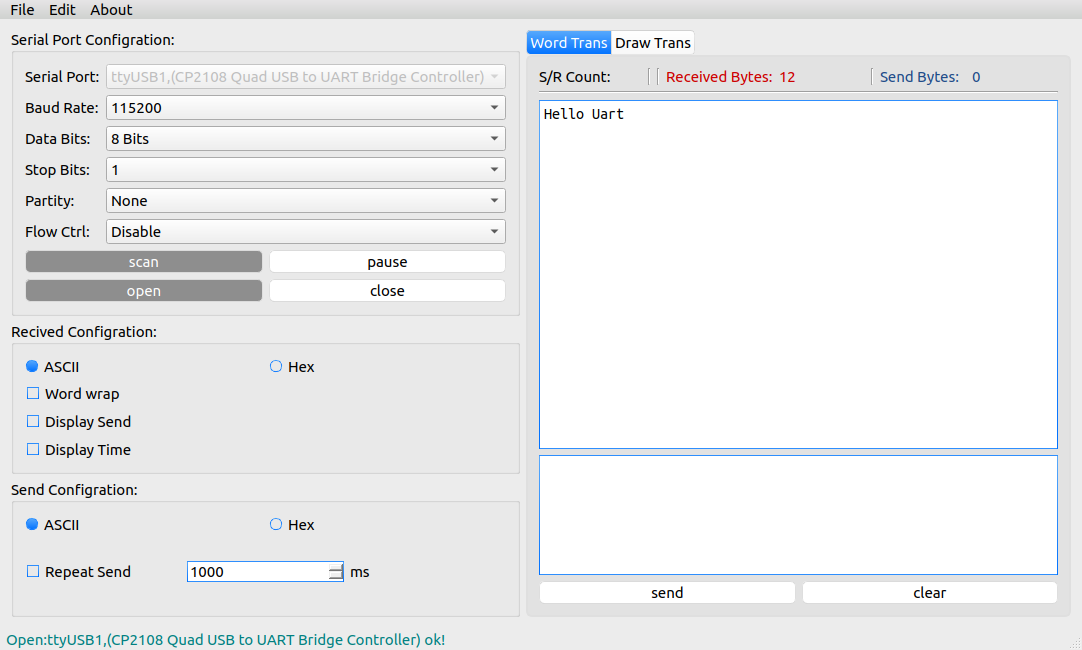 File Edit About
Serial Port Configration:
Serial Port: ttyUSB1,(CP2108 Quad USB to UART Bridge Controller)
Baud Rate: 115200
Data Bits: 8 Bits
Stop Bits: 1
Partity: None
Flow Ctrl: Disable
scan pause
open close
Recived Configration:
ASCII Hex
Word wrap
Display Send
Display Time
Send Configration:
ASCII Hex
Repeat Send 1000 ms
Word Trans Draw Trans
S/R Count: Received Bytes: 12 Send Bytes: 0
Hello Uart
send clear
Open:ttyUSB1,(CP2108 Quad USB to UART Bridge Controller) ok!